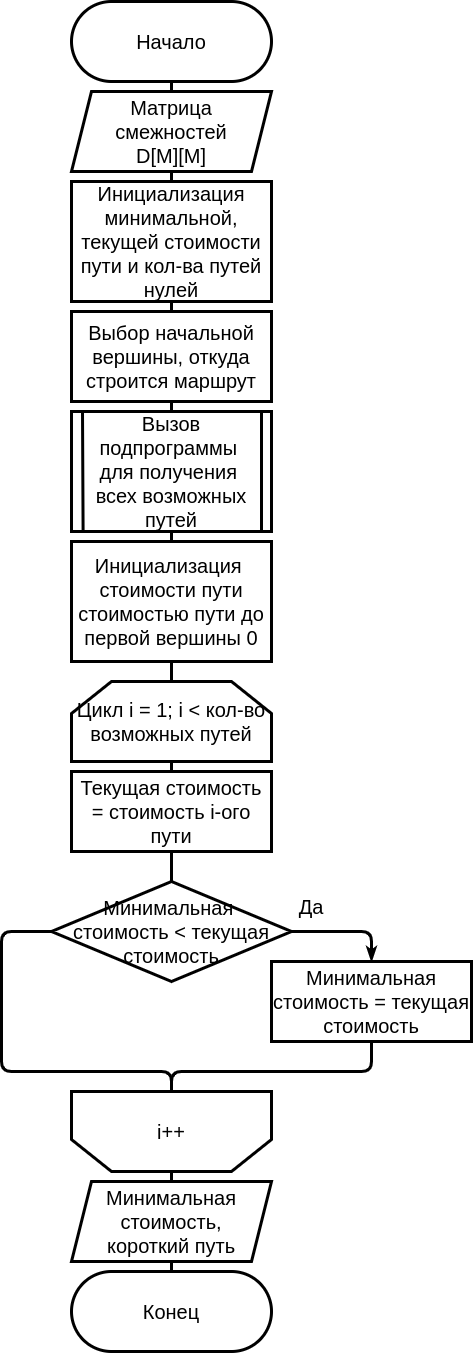 Начало
Матрица
смежностей
D[M][M]
Инициализация
минимальной,
текущей стоимости
пути и кол-ва путей
нулей
Выбор начальной
вершины, откуда
строится маршрут
Вызов
подпрограммы
для получения
всех возможных
путей
Инициализация
стоимости пути
стоимостью пути до
первой вершины 0
Цикл i = 1; i < кол-во
возможных путей
Текущая стоимость
= стоимость i-ого
пути
Минимальная
стоимость < текущая
стоимость
Да
Минимальная
стоимость = текущая
стоимость
i++
Минимальная
стоимость,
короткий путь
Конец